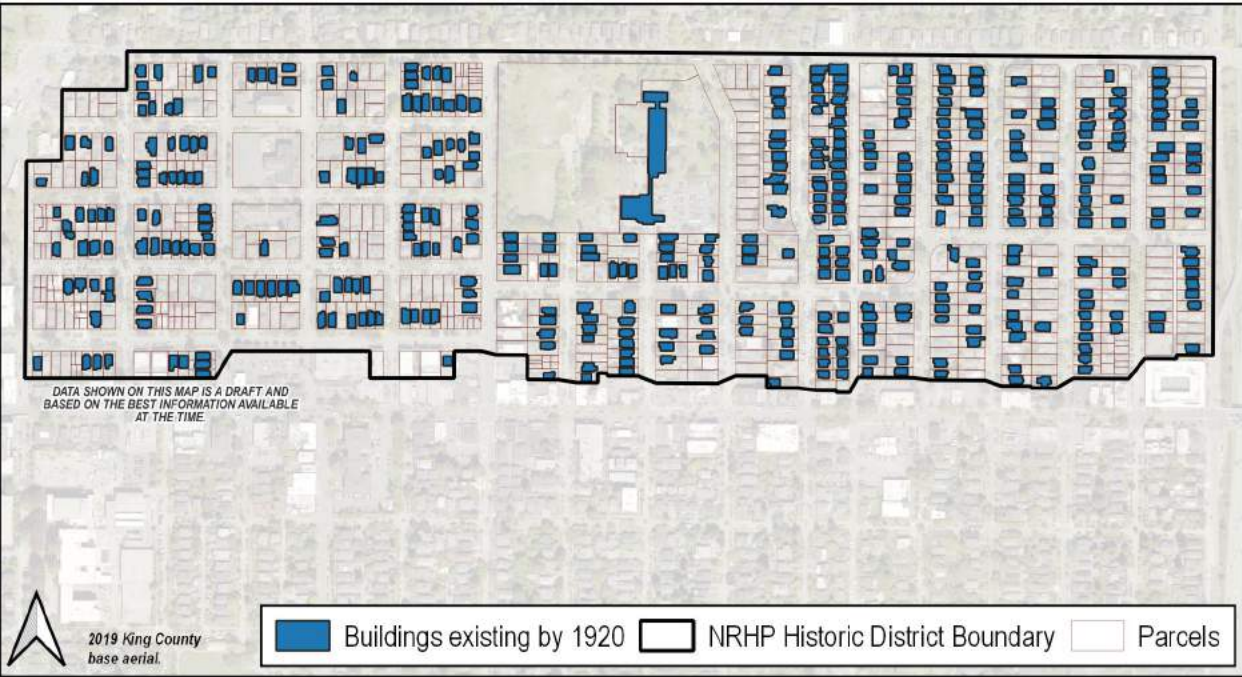 DATA SHOWN ON THIS MAP IS A DRAFT AND
BASED ON THE BEST INFORMATION AVAILABLE
AT THE TIME.
2019 King County
base aerial.
Buildings existing by 1920
NRHP Historic District Boundary
Parcels